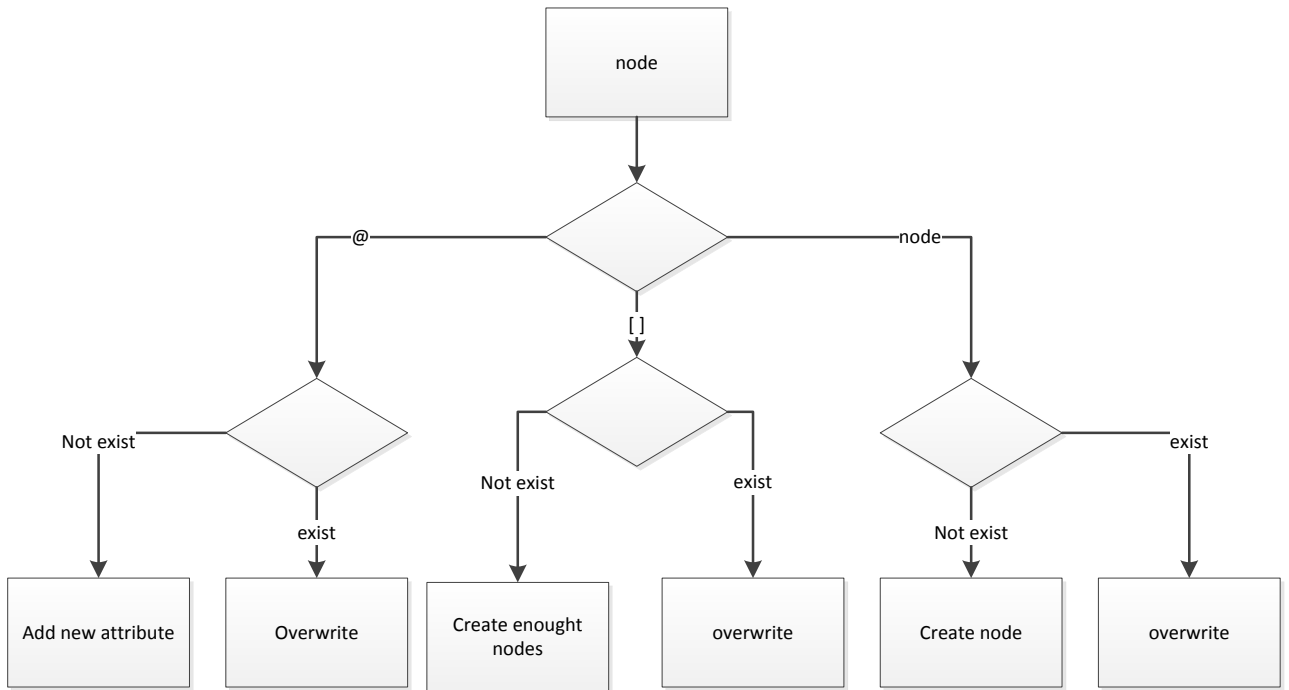 node
@
node
[ ]
Not exist
exist
Not exist
exist
Not exist
exist
Add new attribute
Overwrite
Create enought
nodes
overwrite
Create node
overwrite